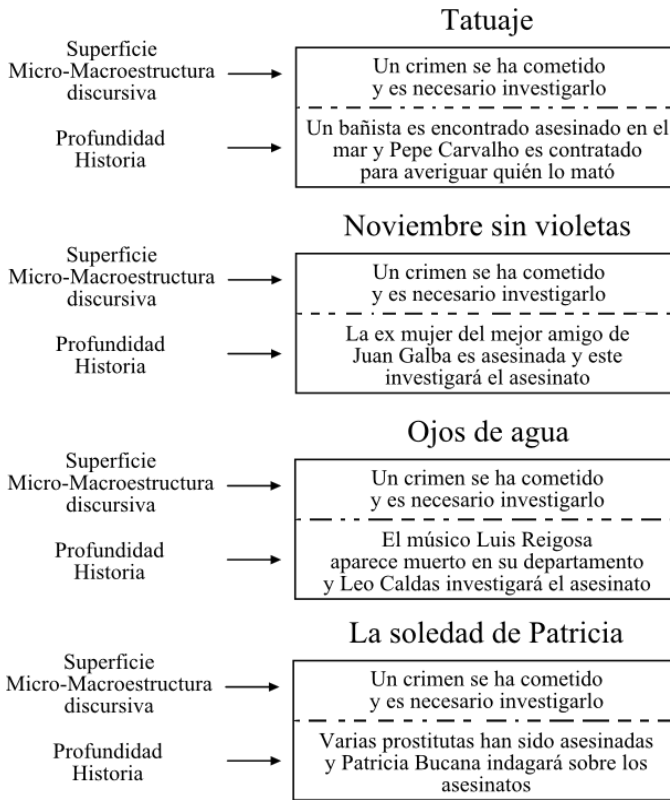 Tatuaje
Superficie
Micro-Macroestructura
discursiva
Un crimen se ha cometido
y es necesario investigarlo
Profundidad
Historia
Un bañista es encontrado asesinado en el
mar y Pepe Carvalho es contratado
para averiguar quién lo mató
Noviembre sin violetas
Superficie
Micro-Macroestructura
discursiva
Un crimen se ha cometido
y es necesario investigarlo
Profundidad
Historia
La ex mujer del mejor amigo de
Juan Galba es asesinada y este
investigará el asesinato
Ojos de agua
Superficie
Micro-Macroestructura
discursiva
Un crimen se ha cometido
y es necesario investigarlo
Profundidad
Historia
El músico Luis Reigosa
aparece muerto en su departamento
y Leo Caldas investigará el asesinato
La soledad de Patricia
Superficie
Micro-Macroestructura
discursiva
Un crimen se ha cometido
y es necesario investigarlo
Profundidad
Historia
Varias prostitutas han sido asesinadas
y Patricia Bucana indagará sobre los
asesinatos